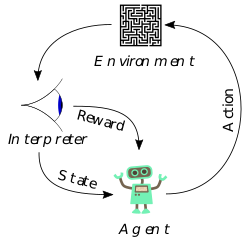 Environment
Reward
Interpreter
Action
State
Agent